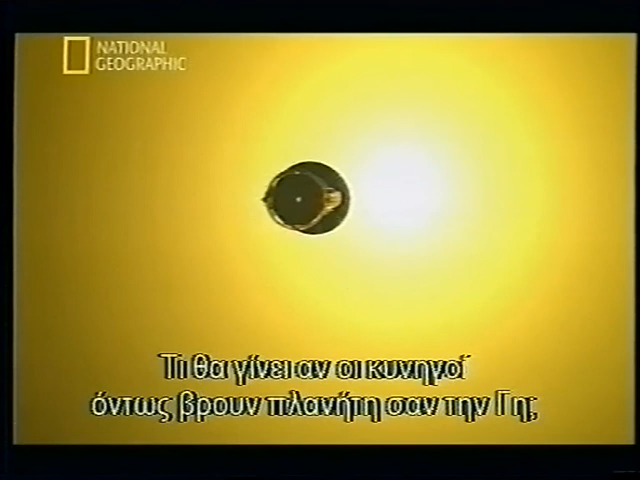 NATIONAL
GEOGRAPHIC
Τι θα γίνει αν οι κυνηγοί
όντως βρουν πλανήτη σαν την Γη;